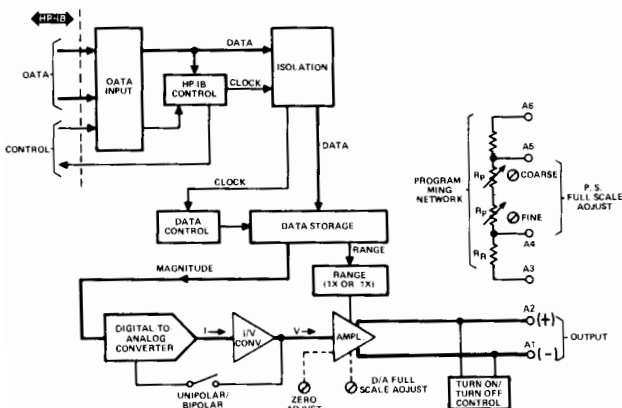 HP-IB
DATA
CONTROL
DATA
INPUT
DATA
HP-IB
CONTROL
CLOCK
ISOLATION
DATA
CLOCK
DATA
CONTROL
DATA STORAGE
MAGNITUDE
RANGE
RANGE
(1X OR 1X)
DIGITAL TO
ANALOG
CONVERTER
I
I/V
CONV.
V
AMPL.
UNIPOLAR/
BIPOLAR
ZERO
D/A FULL
SCALE ADJUST
A2
(+)
A1
(-)
OUTPUT
TURN ON/
TURN OFF
CONTROL
PROGRAM
MING
NETWORK
A6
A5
RP
COARSE
RP
FINE
A4
RR
A3
P. S.
FULL SCALE
ADJUST